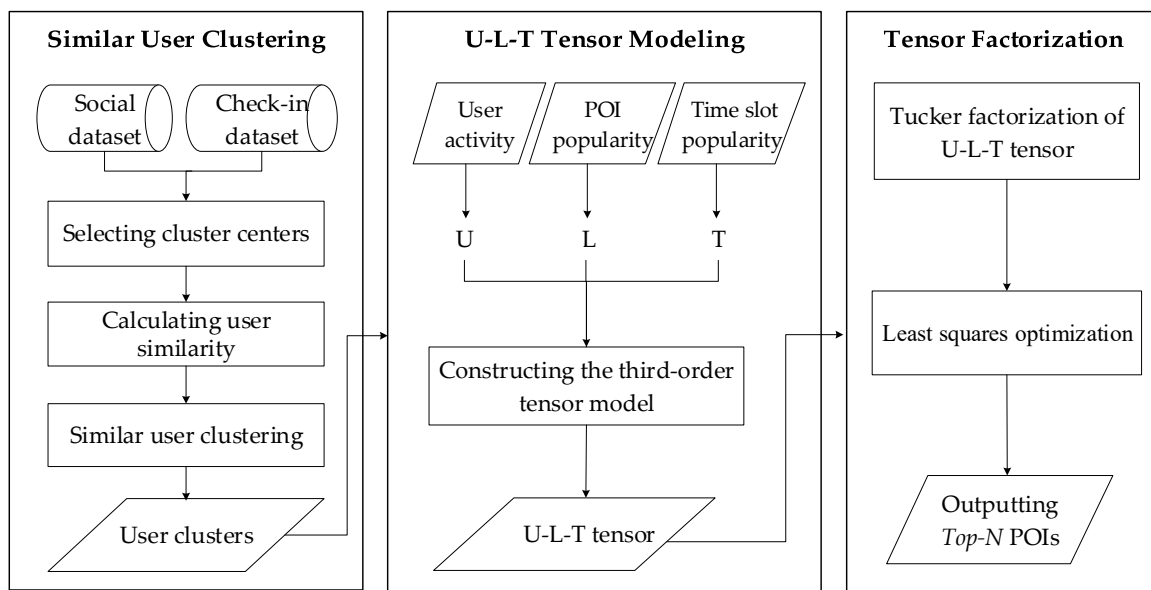 Similar User Clustering
Social
dataset
Check-in
dataset
Selecting cluster centers
Calculating user
similarity
Similar user clustering
User clusters
U-L-T Tensor Modeling
User
activity
POI
popularity
Time slot
popularity
U
L
T
Constructing the third-order
tensor model
U-L-T tensor
Tensor Factorization
Tucker factorization of
U-L-T tensor
Least squares optimization
Outputting
Top-N POIs